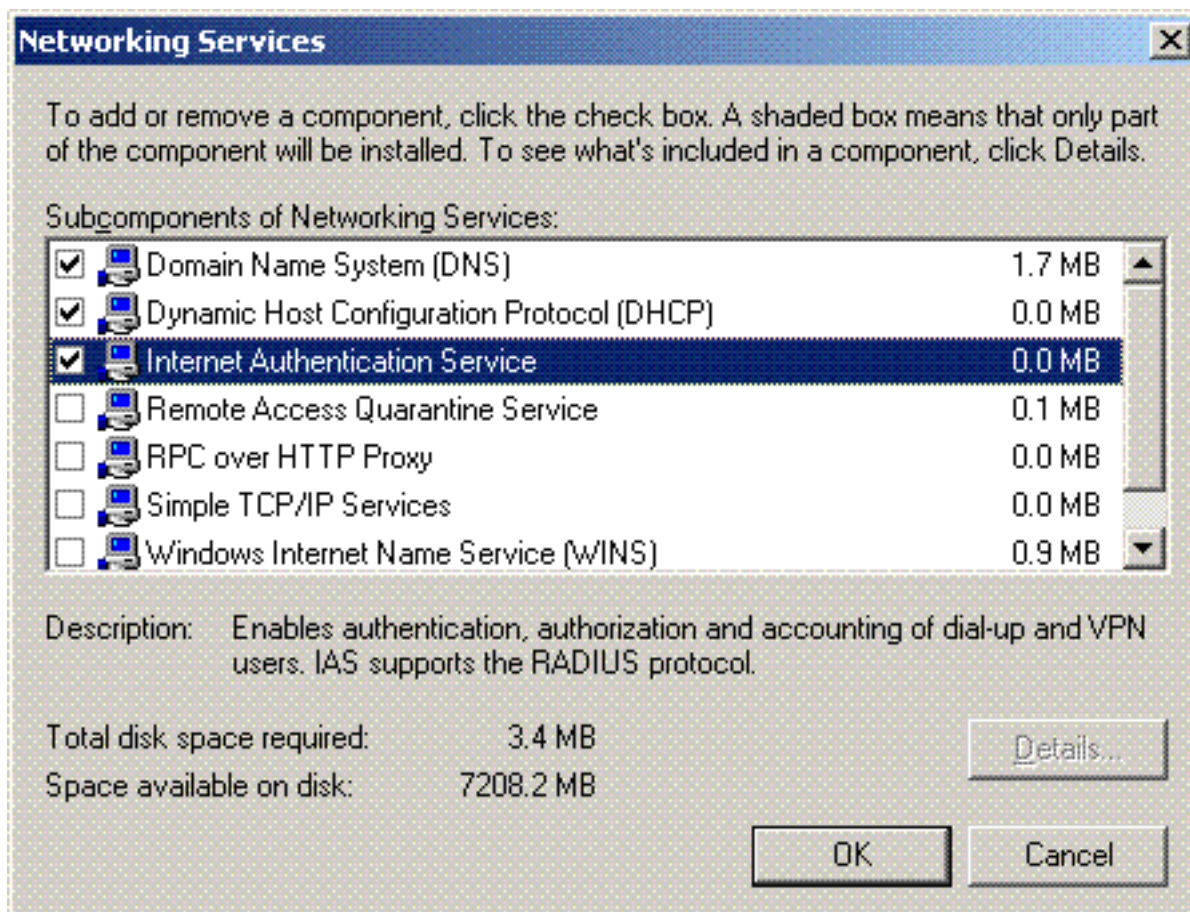 Networking Services
To add or remove a component, click the check box. A shaded box means that only part
of the component will be installed. To see what's included in a component, click Details.
Subcomponents of Networking Services:
Domain Name System (DNS) 1.7 MB
Dynamic Host Configuration Protocol (DHCP) 0.0 MB
Internet Authentication Service 0.0 MB
Remote Access Quarantine Service 0.1 MB
RPC over HTTP Proxy 0.0 MB
Simple TCP/IP Services 0.0 MB
Windows Internet Name Service (WINS) 0.9 MB
Description: Enables authentication, authorization and accounting of dial-up and VPN
users. IAS supports the RADIUS protocol.
Total disk space required: 3.4 MB
Space available on disk: 7208.2 MB
Details...
OK Cancel